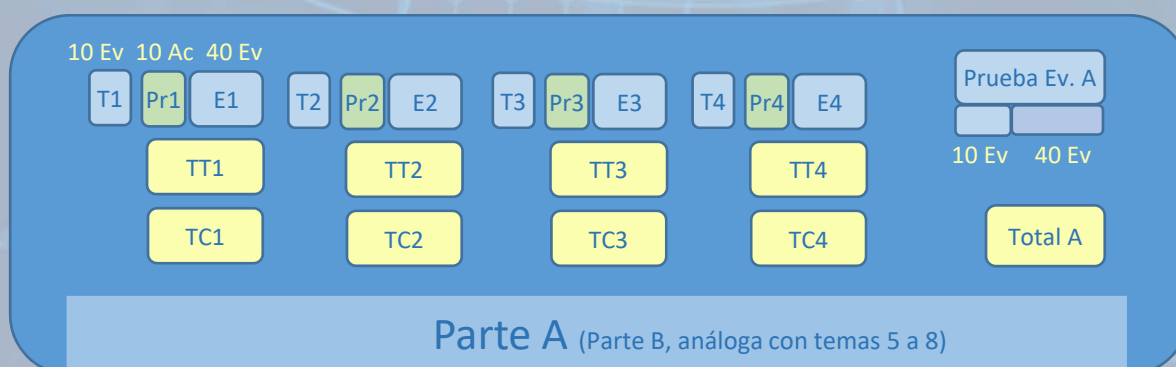 10 Ev 10 Ac 40 Ev
T1 Pr1 E1 T2 Pr2 E2 T3 Pr3 E3 T4 Pr4 E4
Prueba Ev. A
10 Ev 40 Ev
TT1 TT2 TT3 TT4
TC1 TC2 TC3 TC4
Total A
Parte A (Parte B, análoga con temas 5 a 8)